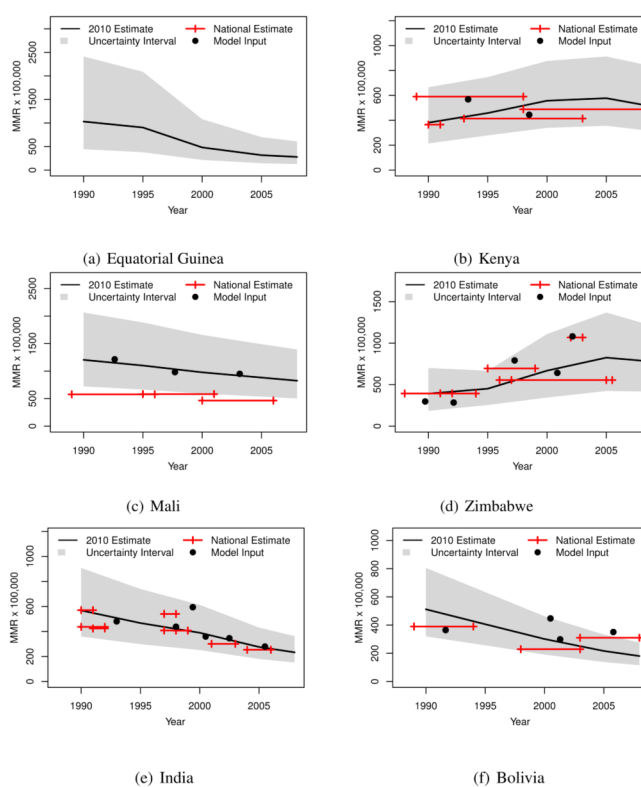 2010 Estimate National Estimate
Uncertainty Interval Model Input
MMR x 100,000
0 500 1000 1500 2500
1990 1995 2000 2005
Year
(a) Equatorial Guinea
2010 Estimate National Estimate
Uncertainty Interval Model Input
MMR x 100,000
0 200 600 1000
1990 1995 2000 2005
Year
(b) Kenya
2010 Estimate National Estimate
Uncertainty Interval Model Input
MMR x 100,000
0 500 1000 1500 2500
1990 1995 2000 2005
Year
(c) Mali
2010 Estimate National Estimate
Uncertainty Interval Model Input
MMR x 100,000
0 500 1000 1500
1990 1995 2000 2005
Year
(d) Zimbabwe
2010 Estimate National Estimate
Uncertainty Interval Model Input
MMR x 100,000
0 200 600 1000
1990 1995 2000 2005
Year
(e) India
2010 Estimate National Estimate
Uncertainty Interval Model Input
MMR x 100,000
0 200 400 600 800 1000
1990 1995 2000 2005
Year
(f) Bolivia